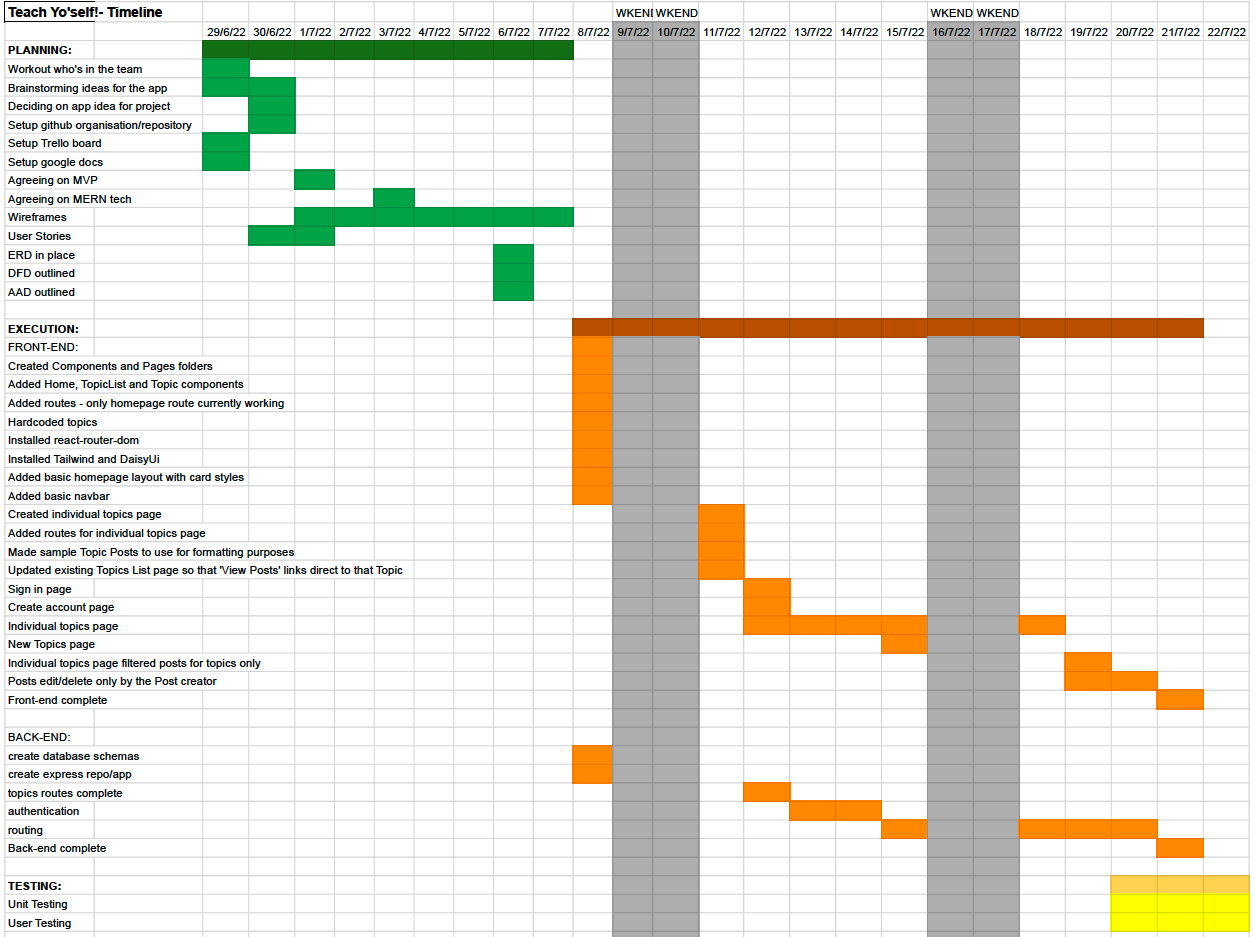 Teach Yo'self!- Timeline
WKEND WKEND WKEND WKEND
29/6/22 30/6/22 1/7/22 2/7/22 3/7/22 4/7/22 5/7/22 6/7/22 7/7/22 8/7/22 9/7/22 10/7/22 11/7/22 12/7/22 13/7/22 14/7/22 15/7/22 16/7/22 17/7/22 18/7/22 19/7/22 20/7/22 21/7/22 22/7/22
PLANNING:
Workout who's in the team
Brainstorming ideas for the app
Deciding on app idea for project
Setup github organisation/repository
Setup Trello board
Setup google docs
Agreeing on MVP
Agreeing on MERN tech
Wireframes
User Stories
ERD in place
DFD outlined
AAD outlined
EXECUTION:
FRONT-END:
Created Components and Pages folders
Added Home, TopicList and Topic components
Added routes - only homepage route currently working
Hardcoded topics
Installed react-router-dom
Installed Tailwind and DaisyUi
Added basic homepage layout with card styles
Added basic navbar
Created individual topics page
Added routes for individual topics page
Made sample Topic Posts to use for formatting purposes
Updated existing Topics List page so that 'View Posts' links direct to that Topic
Sign in page
Create account page
Individual topics page
New Topics page
Individual topics page filtered posts for topics only
Posts edit/delete only by the Post creator
Front-end complete
BACK-END:
create database schemas
create express repo/app
topics routes complete
authentication
routing
Back-end complete
TESTING:
Unit Testing
User Testing